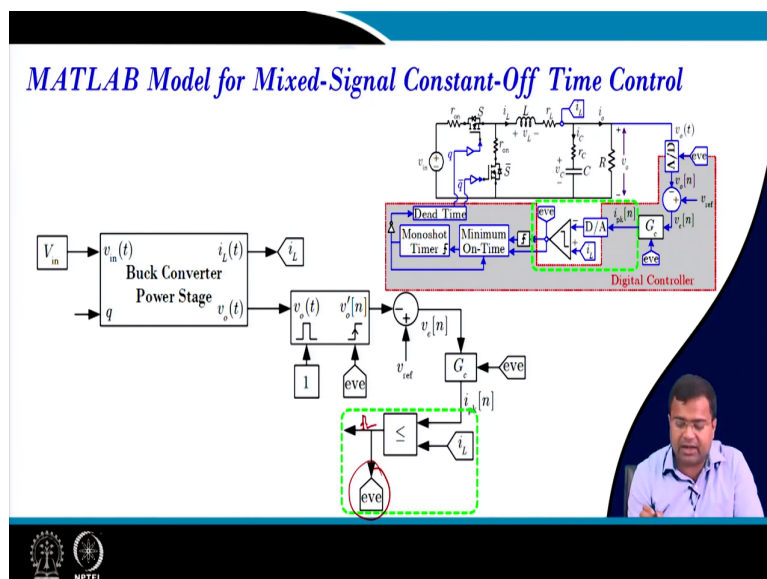 MATLAB Model for Mixed-Signal Constant-Off Time Control
r_on S i_L L r_L i_L i_o
+ v_L − i_C
v_in q r_on r_C R v_o v_o(t)
q̄ S̄ v_C C
A/D eve
v_o[n]
v_ref
v_e[n]
Dead Time eve i_pk[n]
Monoshot Timer Minimum On-Time D/A G_c
i_L eve
Digital Controller
V_in v_in(t) i_L(t) i_L
Buck Converter
Power Stage
q v_o(t) v_o(t) v_o'[n] v_e[n]
1 eve v_ref G_c eve
i_pk[n]
≤ i_L
eve
NPTEL